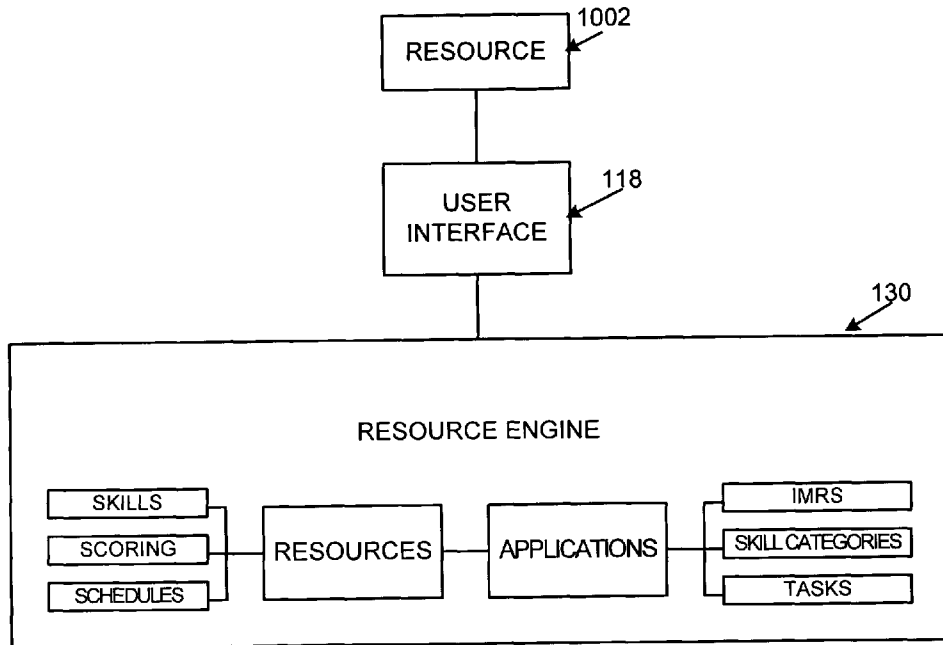 1002
RESOURCE
118
USER
INTERFACE
130
RESOURCE ENGINE
SKILLS
SCORING
SCHEDULES
RESOURCES
APPLICATIONS
IMRS
SKILL CATEGORIES
TASKS